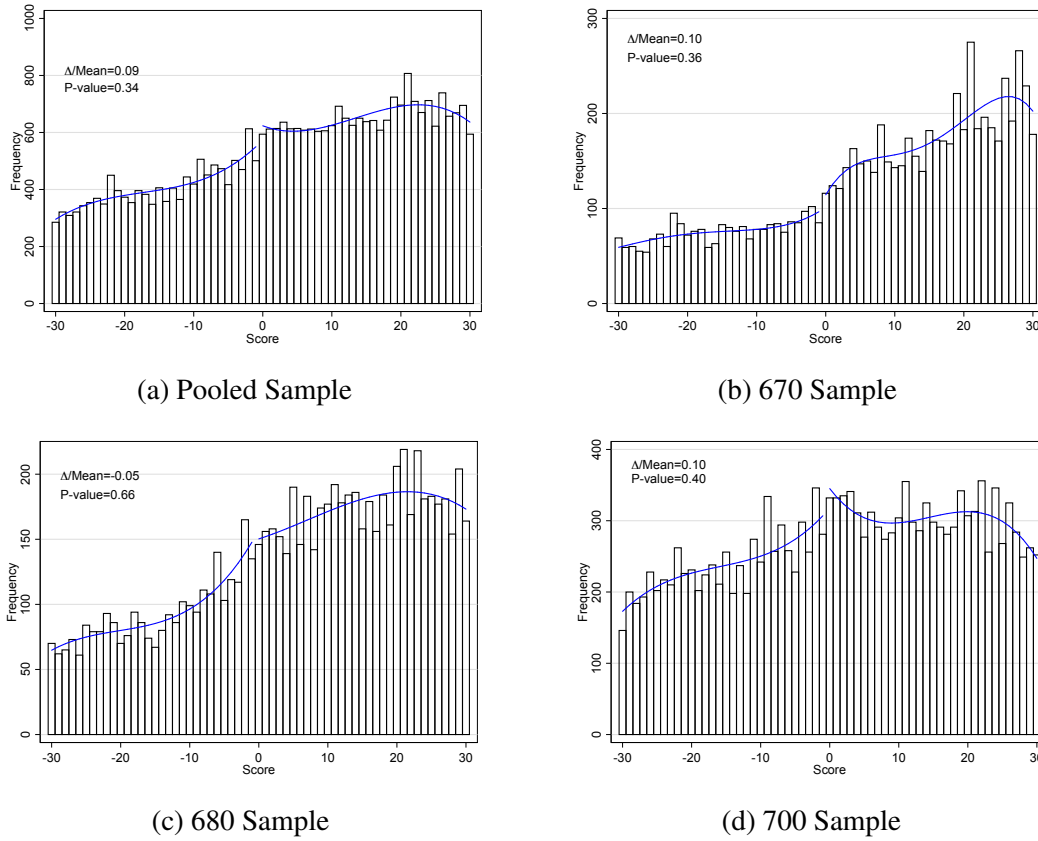 1000
800
600
400
200
0
Frequency
Δ/Mean=0.09
P-value=0.34
-30 -20 -10 0 10 20 30
Score
(a) Pooled Sample
300
200
100
0
Frequency
Δ/Mean=0.10
P-value=0.36
-30 -20 -10 0 10 20 30
Score
(b) 670 Sample
200
150
100
50
0
Frequency
Δ/Mean=-0.05
P-value=0.66
-30 -20 -10 0 10 20 30
Score
(c) 680 Sample
400
300
200
100
0
Frequency
Δ/Mean=0.10
P-value=0.40
-30 -20 -10 0 10 20 30
Score
(d) 700 Sample